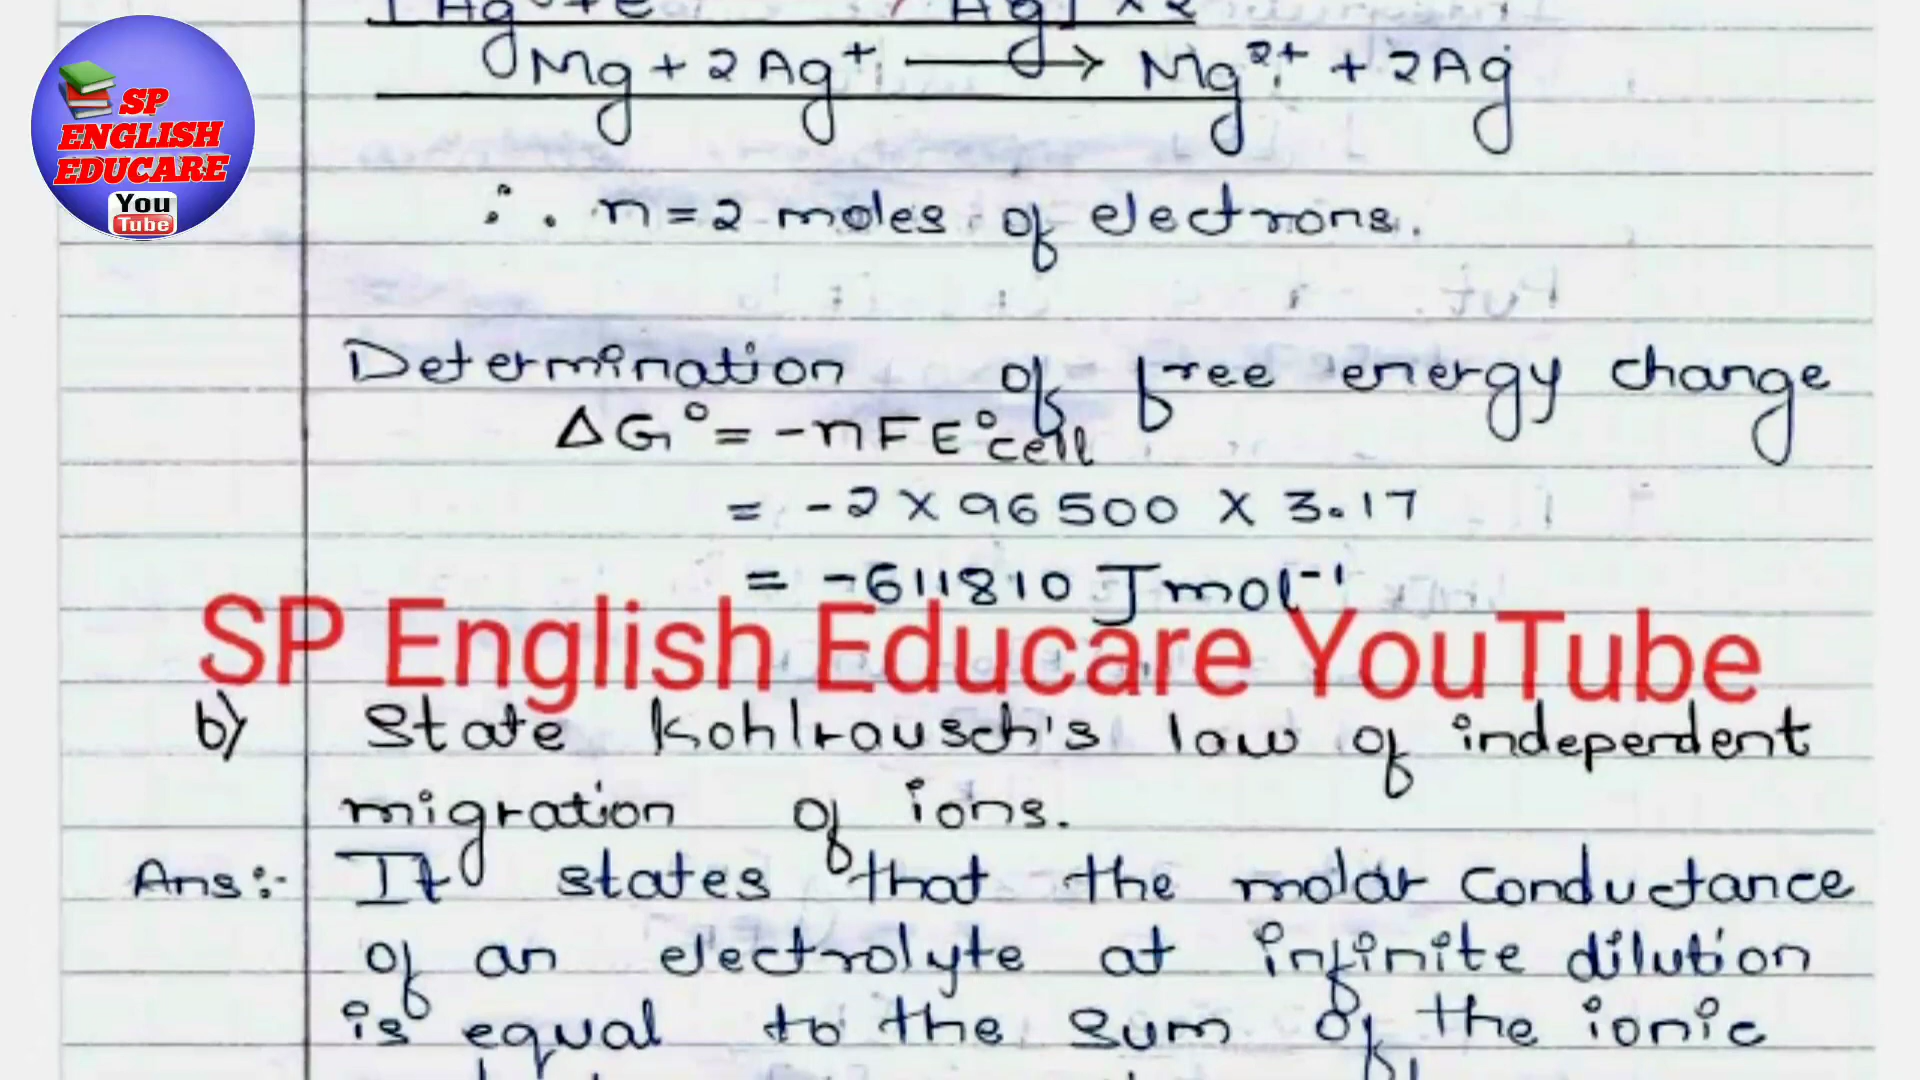 Mg + 2Ag⁺ ⟶ Mg²⁺ + 2Ag
SP
ENGLISH
EDUCARE
You
Tube
∴ n = 2 moles of electrons.
Determination of free energy change
ΔG° = -nFE°cell
= -2 × 96500 × 3.17
= -611810 Jmol⁻¹
SP English Educare YouTube
b) State Kohlrausch's law of independent
migration of ions.
Ans:- It states that the molar conductance
of an electrolyte at infinite dilution
is equal to the sum of the ionic